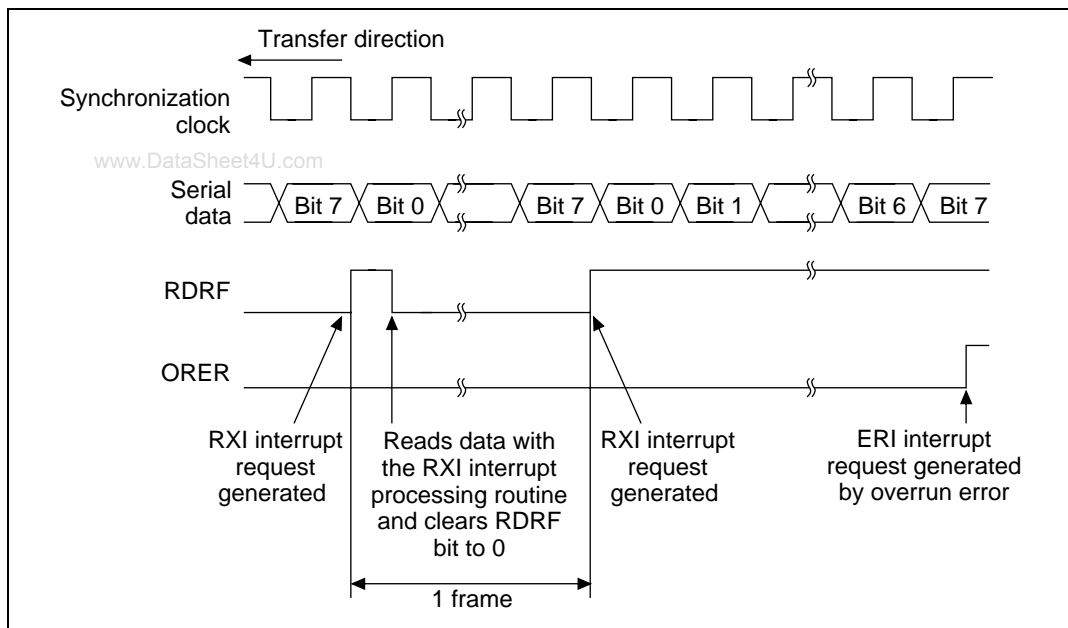 Transfer direction
Synchronization
clock
www.DataSheet4U.com
Serial
data
Bit 7
Bit 0
Bit 7
Bit 0
Bit 1
Bit 6
Bit 7
RDRF
ORER
RXI interrupt
request
generated
Reads data with
the RXI interrupt
processing routine
and clears RDRF
bit to 0
RXI interrupt
request
generated
ERI interrupt
request generated
by overrun error
1 frame